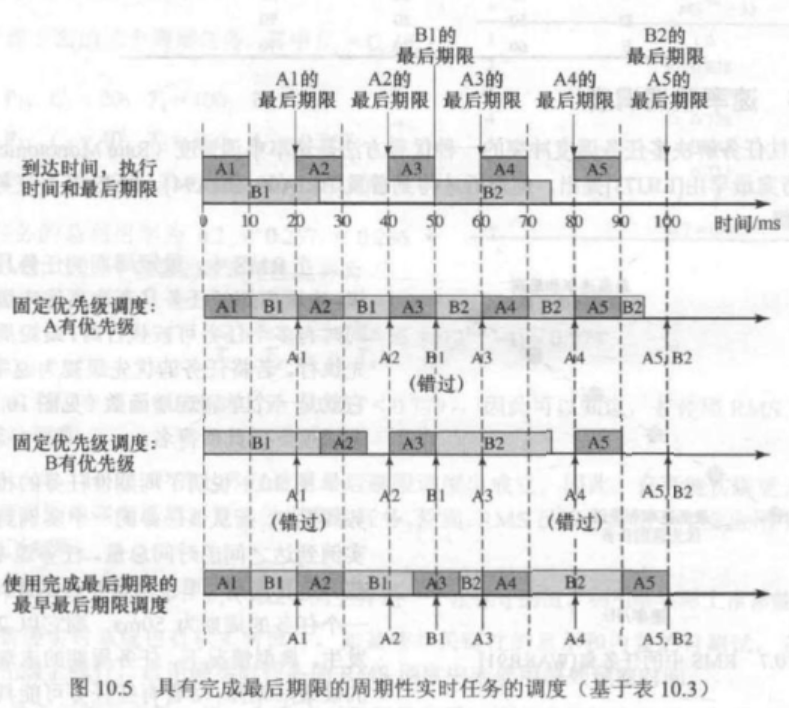 B1的 B2的
最后期限 最后期限
A1的 A2的 A3的 A4的 A5的
最后期限 最后期限 最后期限 最后期限 最后期限
到达时间，执行
时间和最后期限
A1 A2 A3 A4 A5
B1 B2
0 10 20 30 40 50 60 70 80 90 100 时间/ms
固定优先级调度：
A有优先级
A1 B1 A2 B1 A3 B2 A4 B2 A5 B2
A1 A2 B1 A3 A4 A5, B2
(错过)
固定优先级调度：
B有优先级
B1 A2 A3 B2 A5
A1 A2 B1 A3 A4 A5, B2
(错过) (错过)
使用完成最后期限的
最早最后期限调度
A1 B1 A2 B1 A3 B2 A4 B2 A5
A1 A2 B1 A3 A4 A5, B2
图 10.5 具有完成最后期限的周期性实时任务的调度（基于表 10.3）